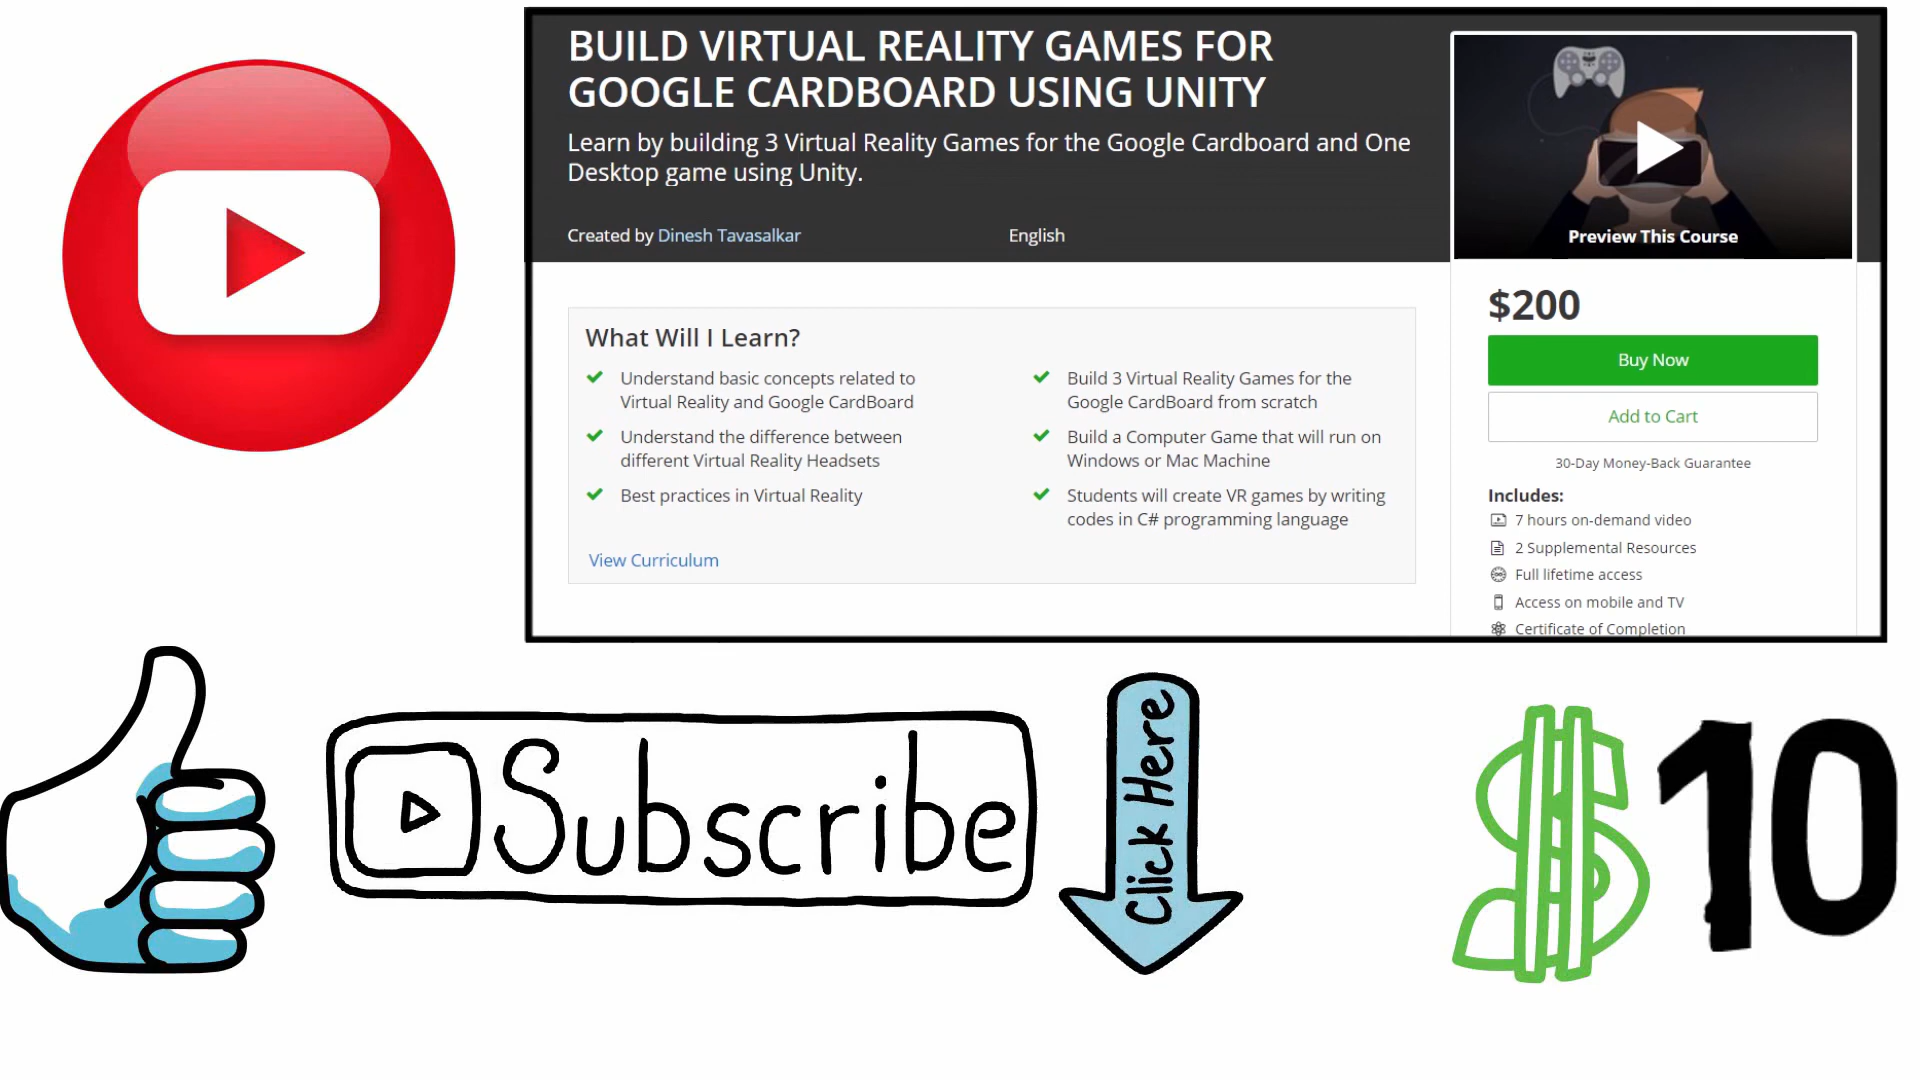 BUILD VIRTUAL REALITY GAMES FOR
GOOGLE CARDBOARD USING UNITY
Learn by building 3 Virtual Reality Games for the Google Cardboard and One
Desktop game using Unity.
Created by Dinesh Tavasalkar
English
Preview This Course
$200
Buy Now
Add to Cart
30-Day Money-Back Guarantee
Includes:
7 hours on-demand video
2 Supplemental Resources
Full lifetime access
Access on mobile and TV
Certificate of Completion
What Will I Learn?
Understand basic concepts related to
Virtual Reality and Google CardBoard
Understand the difference between
different Virtual Reality Headsets
Best practices in Virtual Reality
Build 3 Virtual Reality Games for the
Google CardBoard from scratch
Build a Computer Game that will run on
Windows or Mac Machine
Students will create VR games by writing
codes in C# programming language
View Curriculum
Subscribe
Click Here
$10